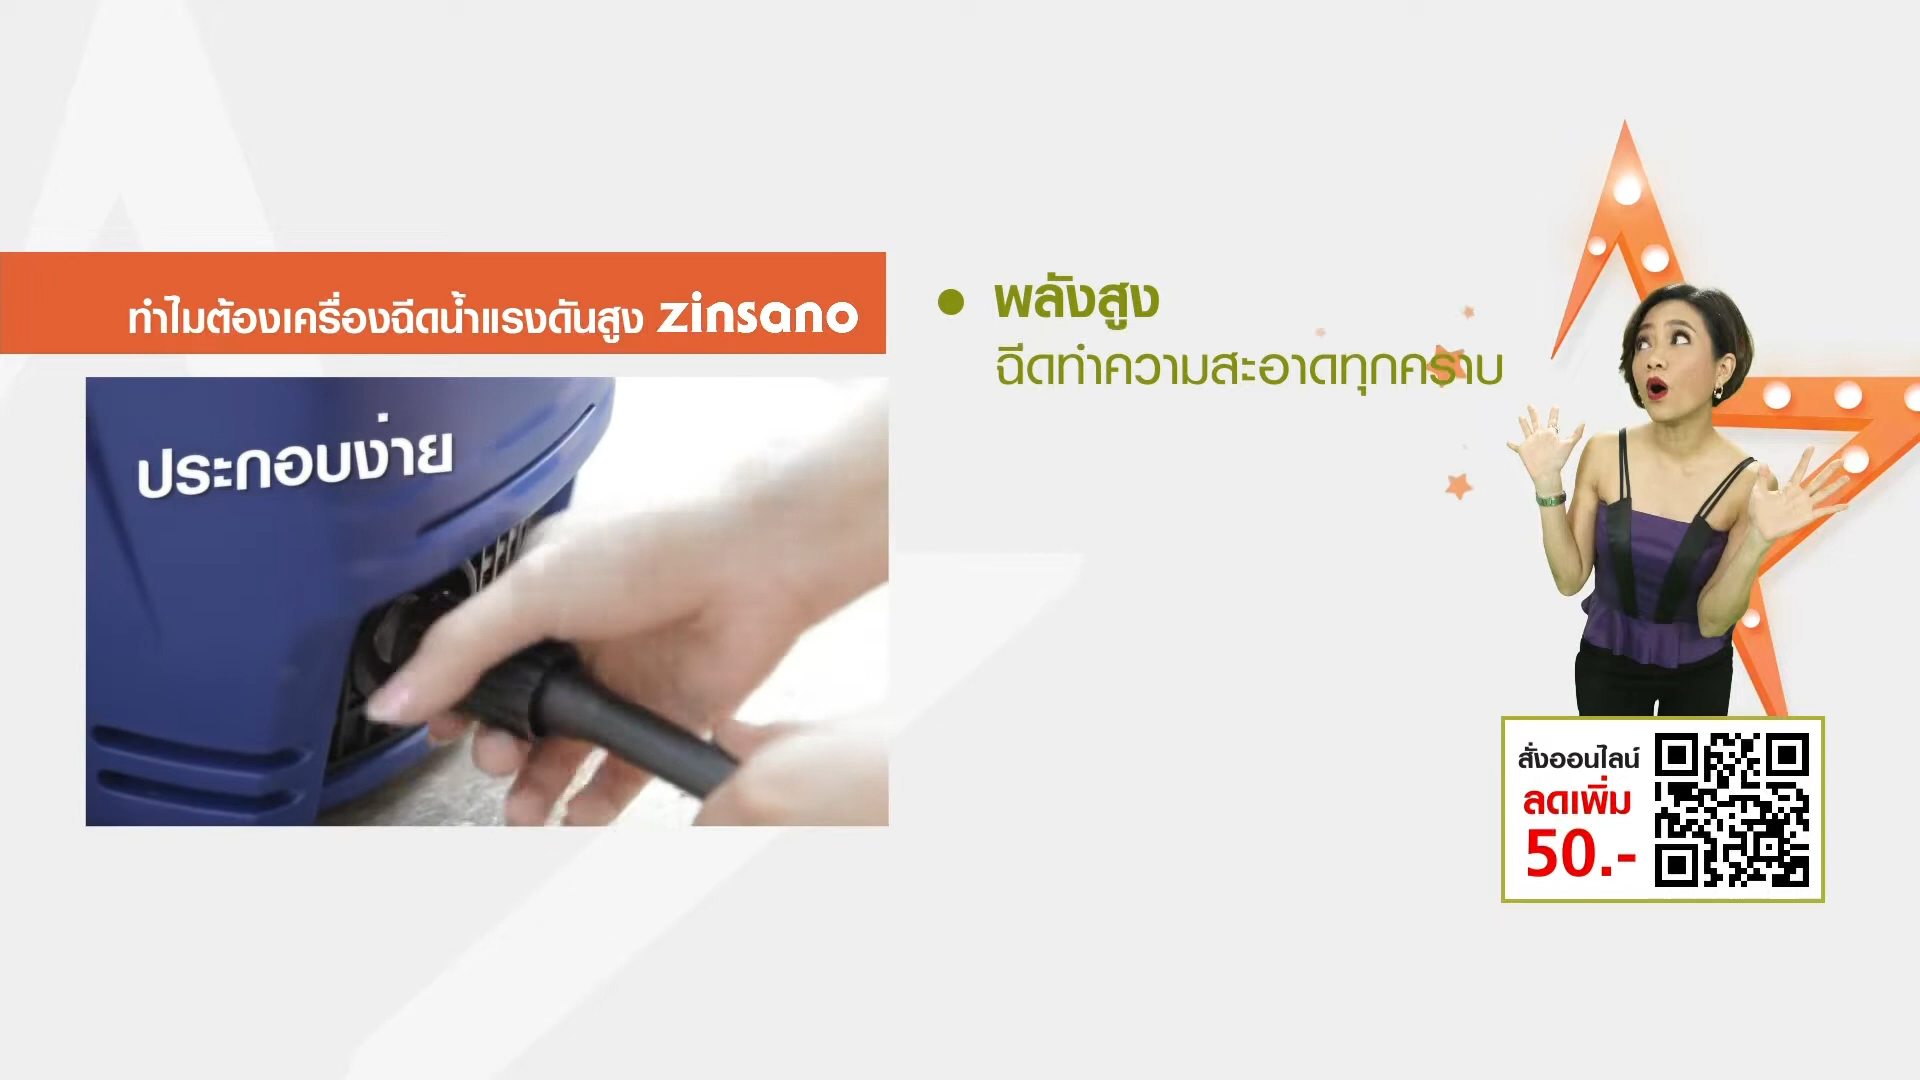 ทำไมต้องเครื่องฉีดน้ำแรงดันสูง zinsano
ประกอบง่าย
พลังสูง
ฉีดทำความสะอาดทุกคราบ
สั่งออนไลน์
ลดเพิ่ม
50.-